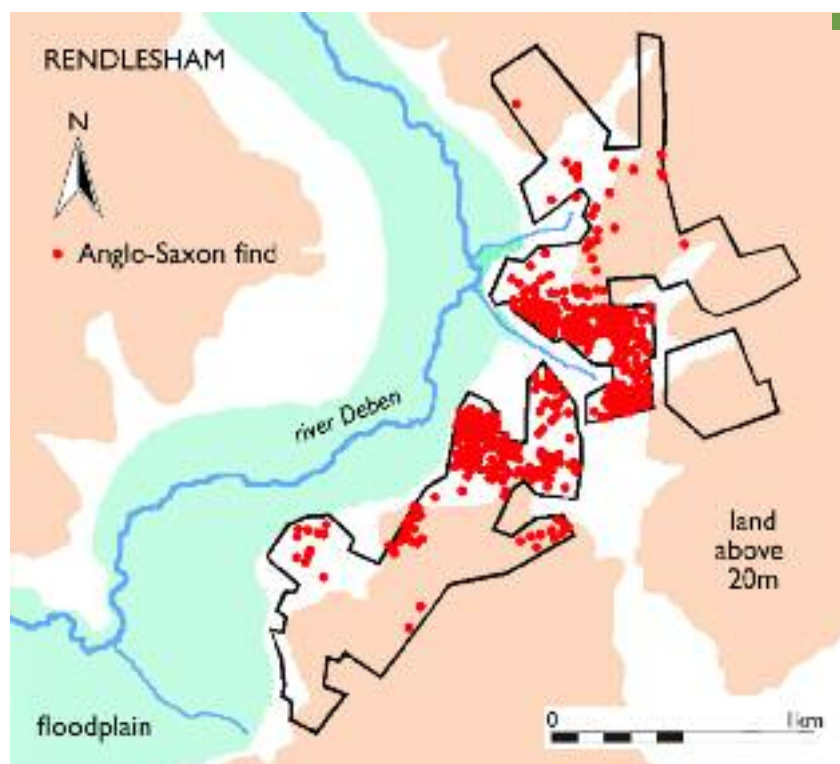 RENDLESHAM
N
Anglo-Saxon find
river Deben
land
above
20m
floodplain
0 1km